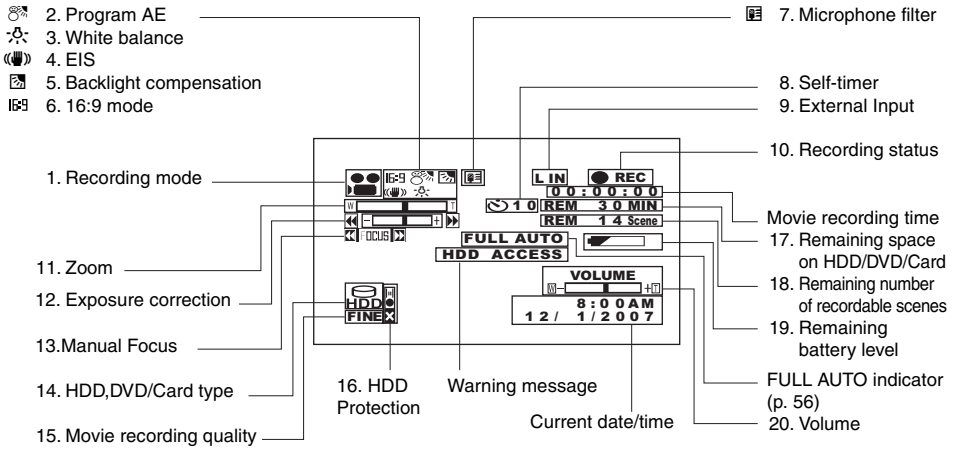 2. Program AE
3. White balance
4. EIS
5. Backlight compensation
16:9 6. 16:9 mode
7. Microphone filter
8. Self-timer
9. External Input
10. Recording status
1. Recording mode
11. Zoom
12. Exposure correction
13.Manual Focus
14. HDD,DVD/Card type
15. Movie recording quality
16:9
L IN
REC
00:00:00
W T
10
REM 30 MIN
− +
REM 14 Scene
FOCUS
FULL AUTO
HDD ACCESS
VOLUME
W− +T
HDD
8:00AM
FINE
12/ 1/2007
Movie recording time
17. Remaining space
on HDD/DVD/Card
18. Remaining number
of recordable scenes
19. Remaining
battery level
FULL AUTO indicator
(p. 56)
20. Volume
16. HDD
Protection
Warning message
Current date/time